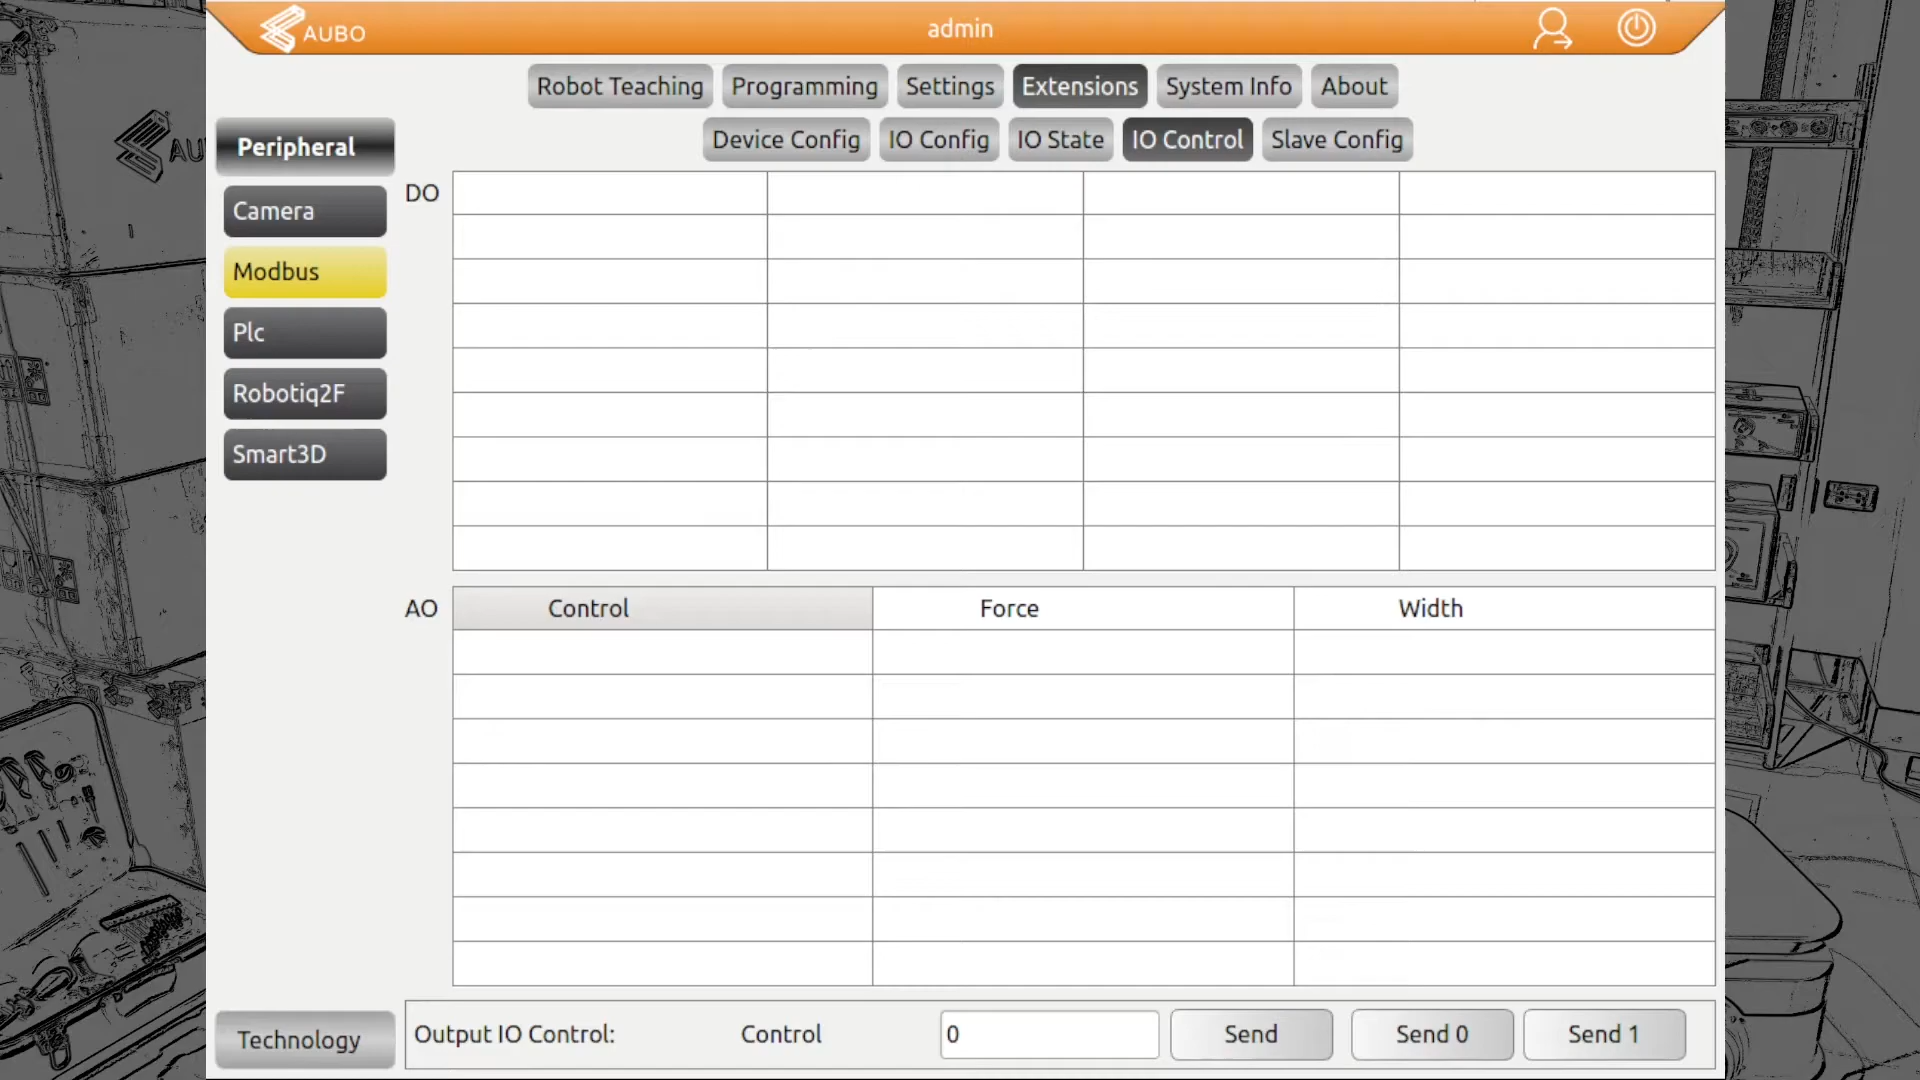 AUBO
admin
Robot Teaching Programming Settings Extensions System Info About
Device Config IO Config IO State IO Control Slave Config
Peripheral
Camera
Modbus
Plc
Robotiq2F
Smart3D
Technology
DO
AO Control Force Width
Output IO Control: Control 0 Send Send 0 Send 1
AU